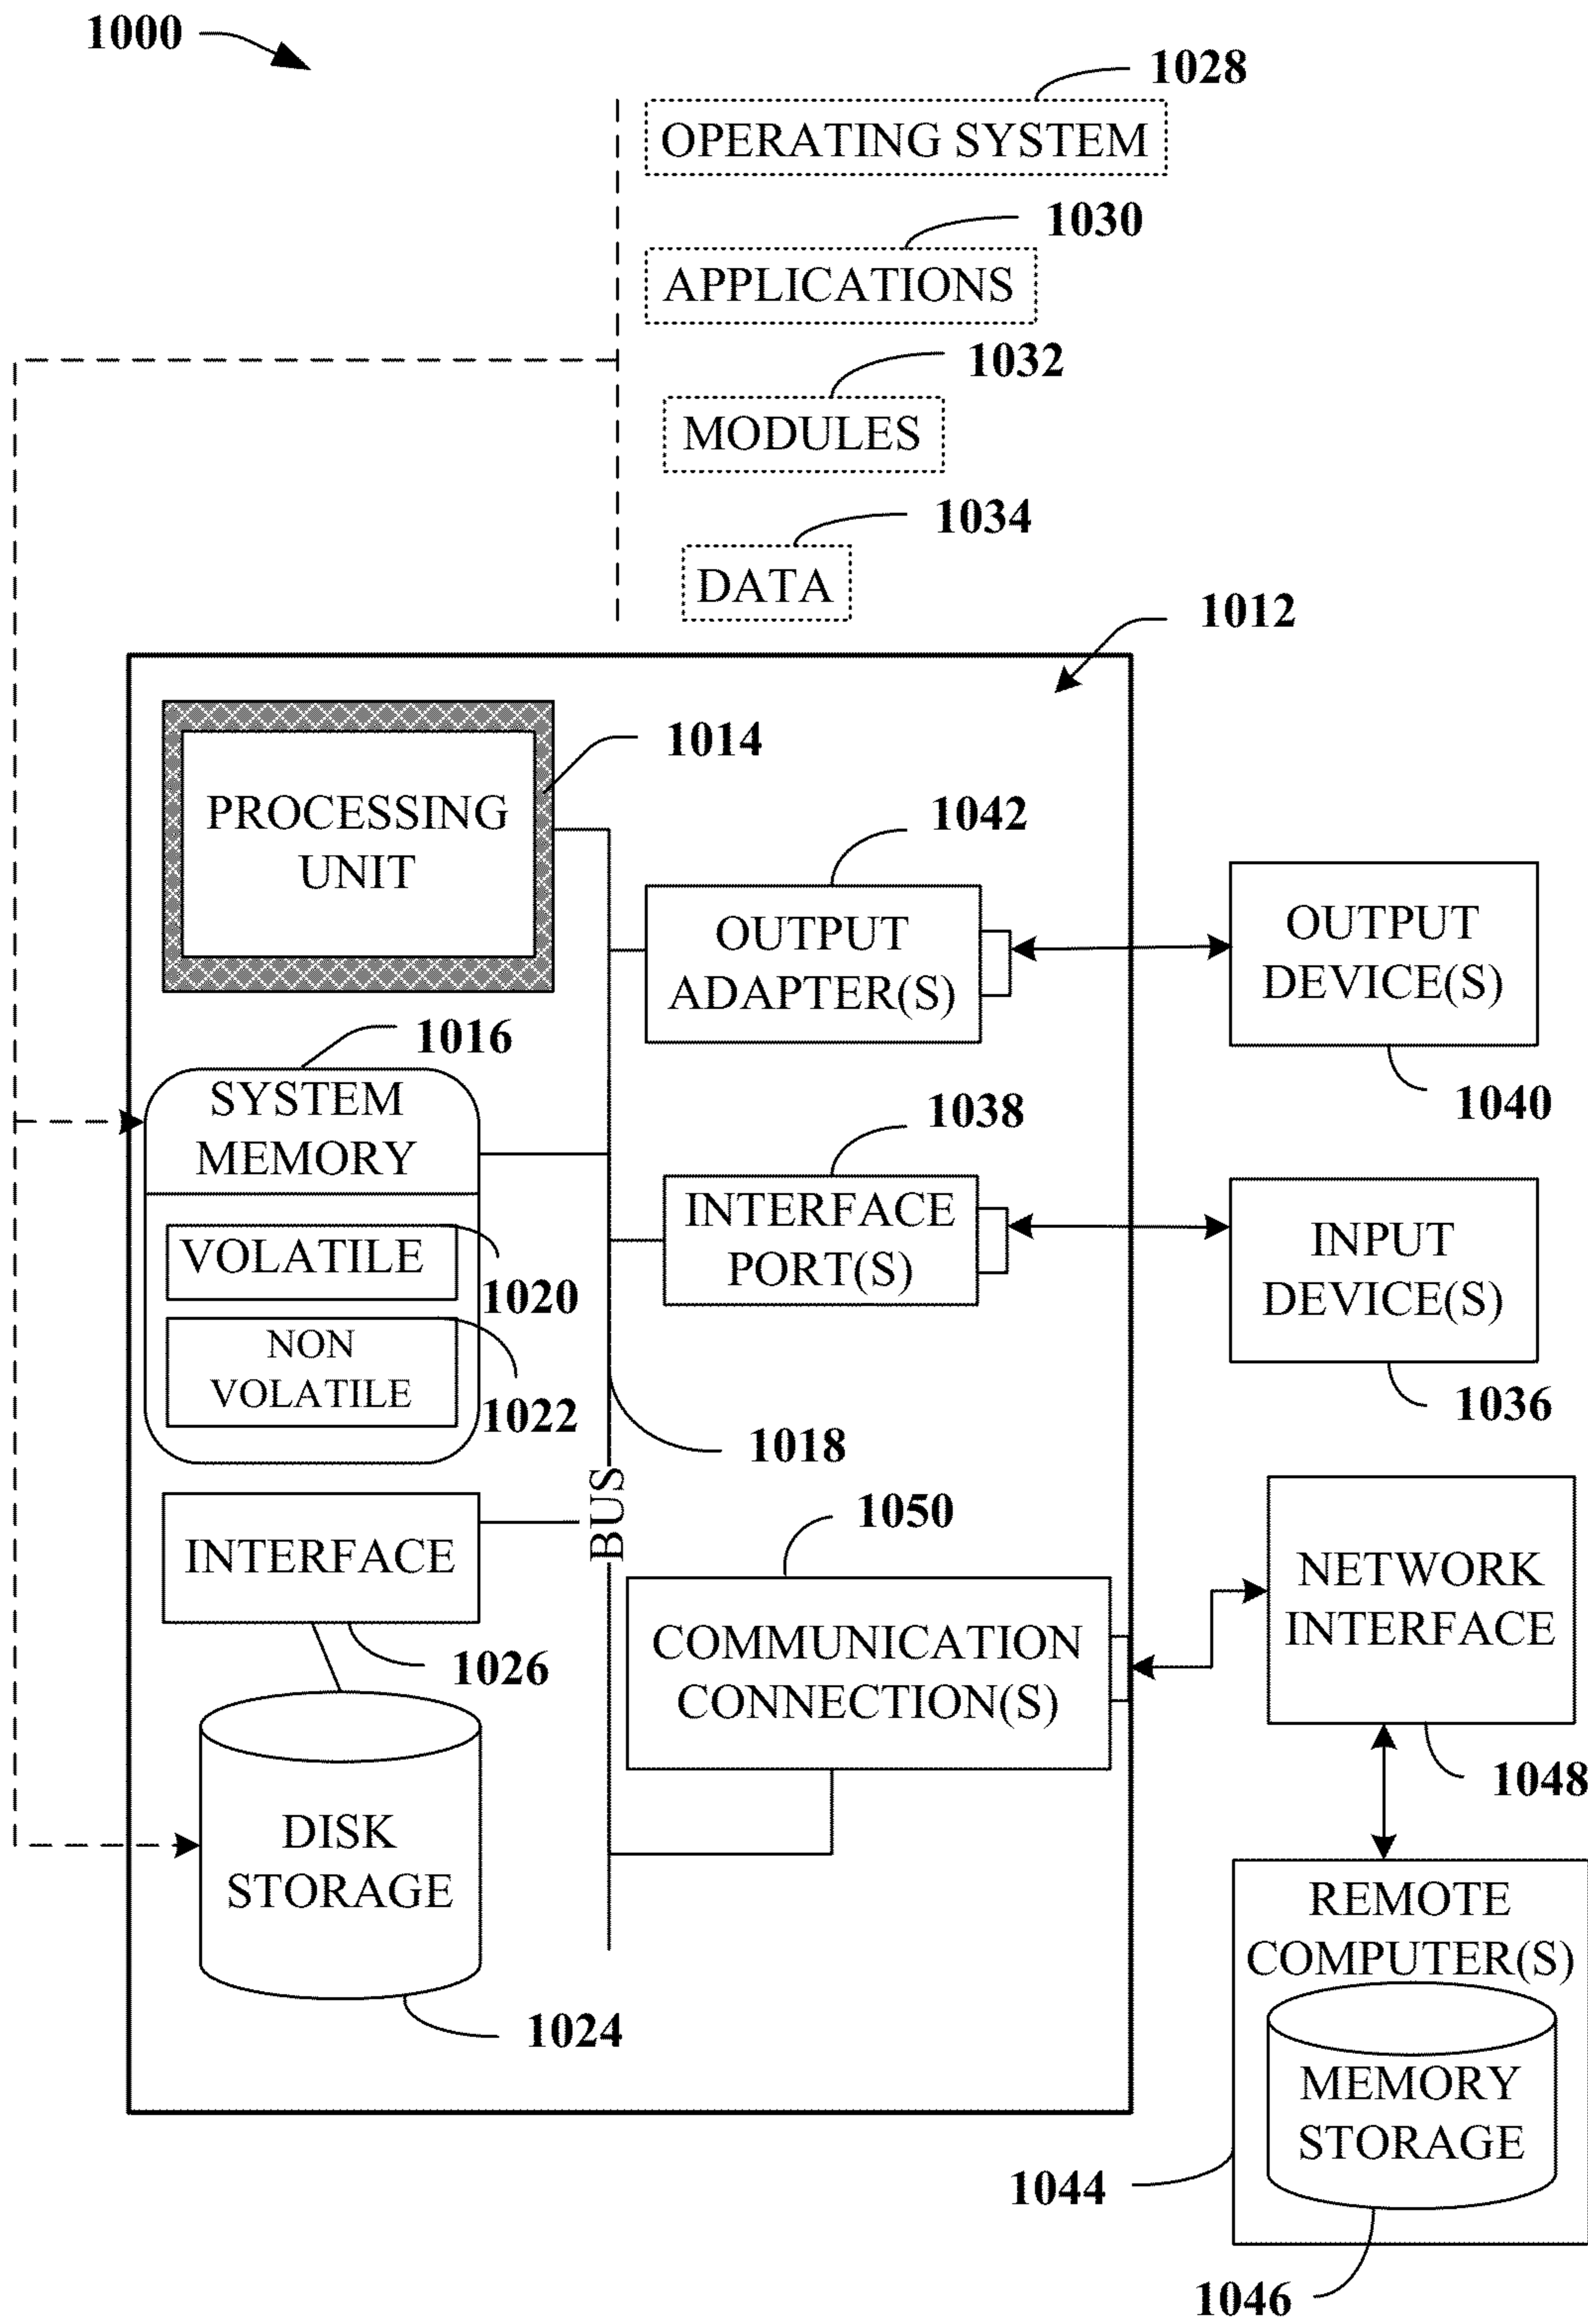 1000
1028
OPERATING SYSTEM
1030
APPLICATIONS
1032
MODULES
1034
DATA
1012
1014
PROCESSING
UNIT
1042
OUTPUT
ADAPTER(S)
OUTPUT
DEVICE(S)
1040
1016
SYSTEM
MEMORY
1038
INTERFACE
PORT(S)
INPUT
DEVICE(S)
1036
VOLATILE
1020
NON
VOLATILE
1022
1018
BUS
INTERFACE
1026
1050
COMMUNICATION
CONNECTION(S)
NETWORK
INTERFACE
1048
DISK
STORAGE
1024
REMOTE
COMPUTER(S)
MEMORY
STORAGE
1044
1046